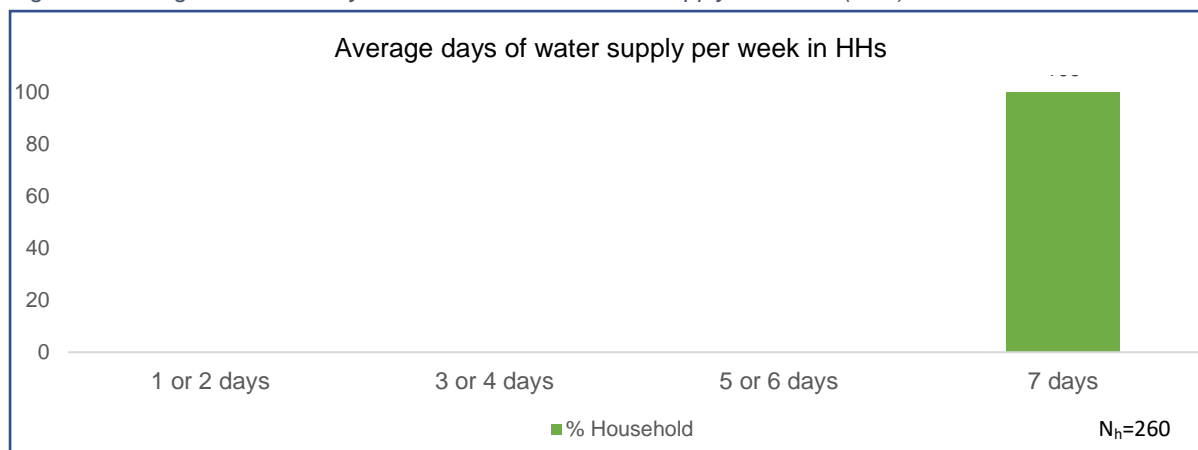 Average days of water supply per week in HHs
100
80
60
40
20
0
1 or 2 days
3 or 4 days
5 or 6 days
7 days
% Household
Nₕ=260